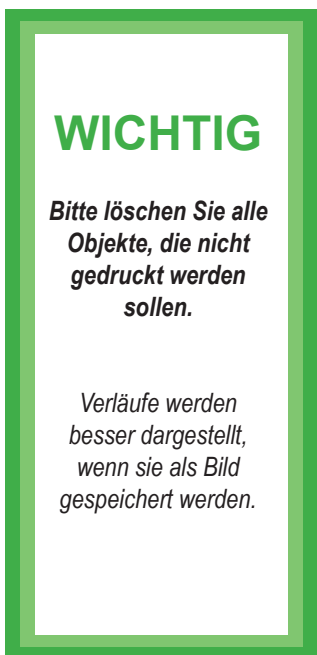 WICHTIG
Bitte löschen Sie alle
Objekte, die nicht
gedruckt werden
sollen.
Verläufe werden
besser dargestellt,
wenn sie als Bild
gespeichert werden.